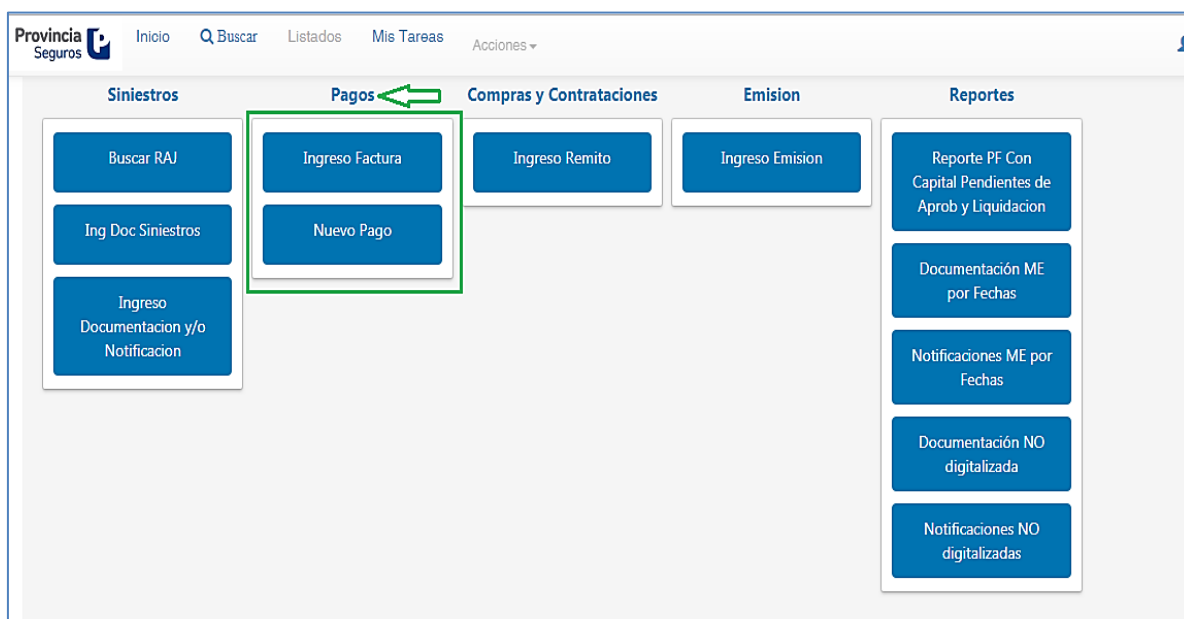 Provincia
Seguros
Inicio
Buscar
Listados
Mis Tareas
Acciones
Siniestros
Buscar RAJ
Ing Doc Siniestros
Ingreso
Documentacion y/o
Notificacion
Pagos
Ingreso Factura
Nuevo Pago
Compras y Contrataciones
Ingreso Remito
Emision
Ingreso Emision
Reportes
Reporte PF Con
Capital Pendientes de
Aprob y Liquidacion
Documentación ME
por Fechas
Notificaciones ME por
Fechas
Documentación NO
digitalizada
Notificaciones NO
digitalizadas